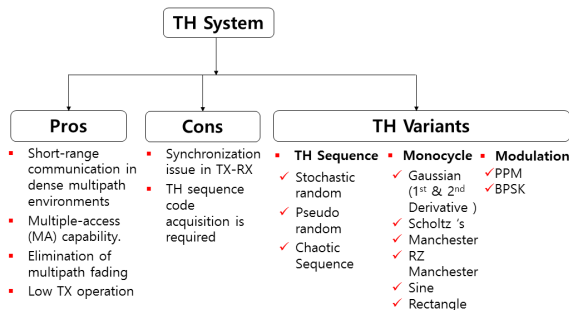 TH System
Pros
Short-range
communication in
dense multipath
environments
Multiple-access
(MA) capability.
Elimination of
multipath fading
Low TX operation
Cons
Synchronization
issue in TX-RX
TH sequence
code
acquisition is
required
TH Variants
TH Sequence
Stochastic
random
Pseudo
random
Chaotic
Sequence
Monocycle
Gaussian
(1st & 2nd
Derivative )
Scholtz 's
Manchester
RZ
Manchester
Sine
Rectangle
Modulation
PPM
BPSK